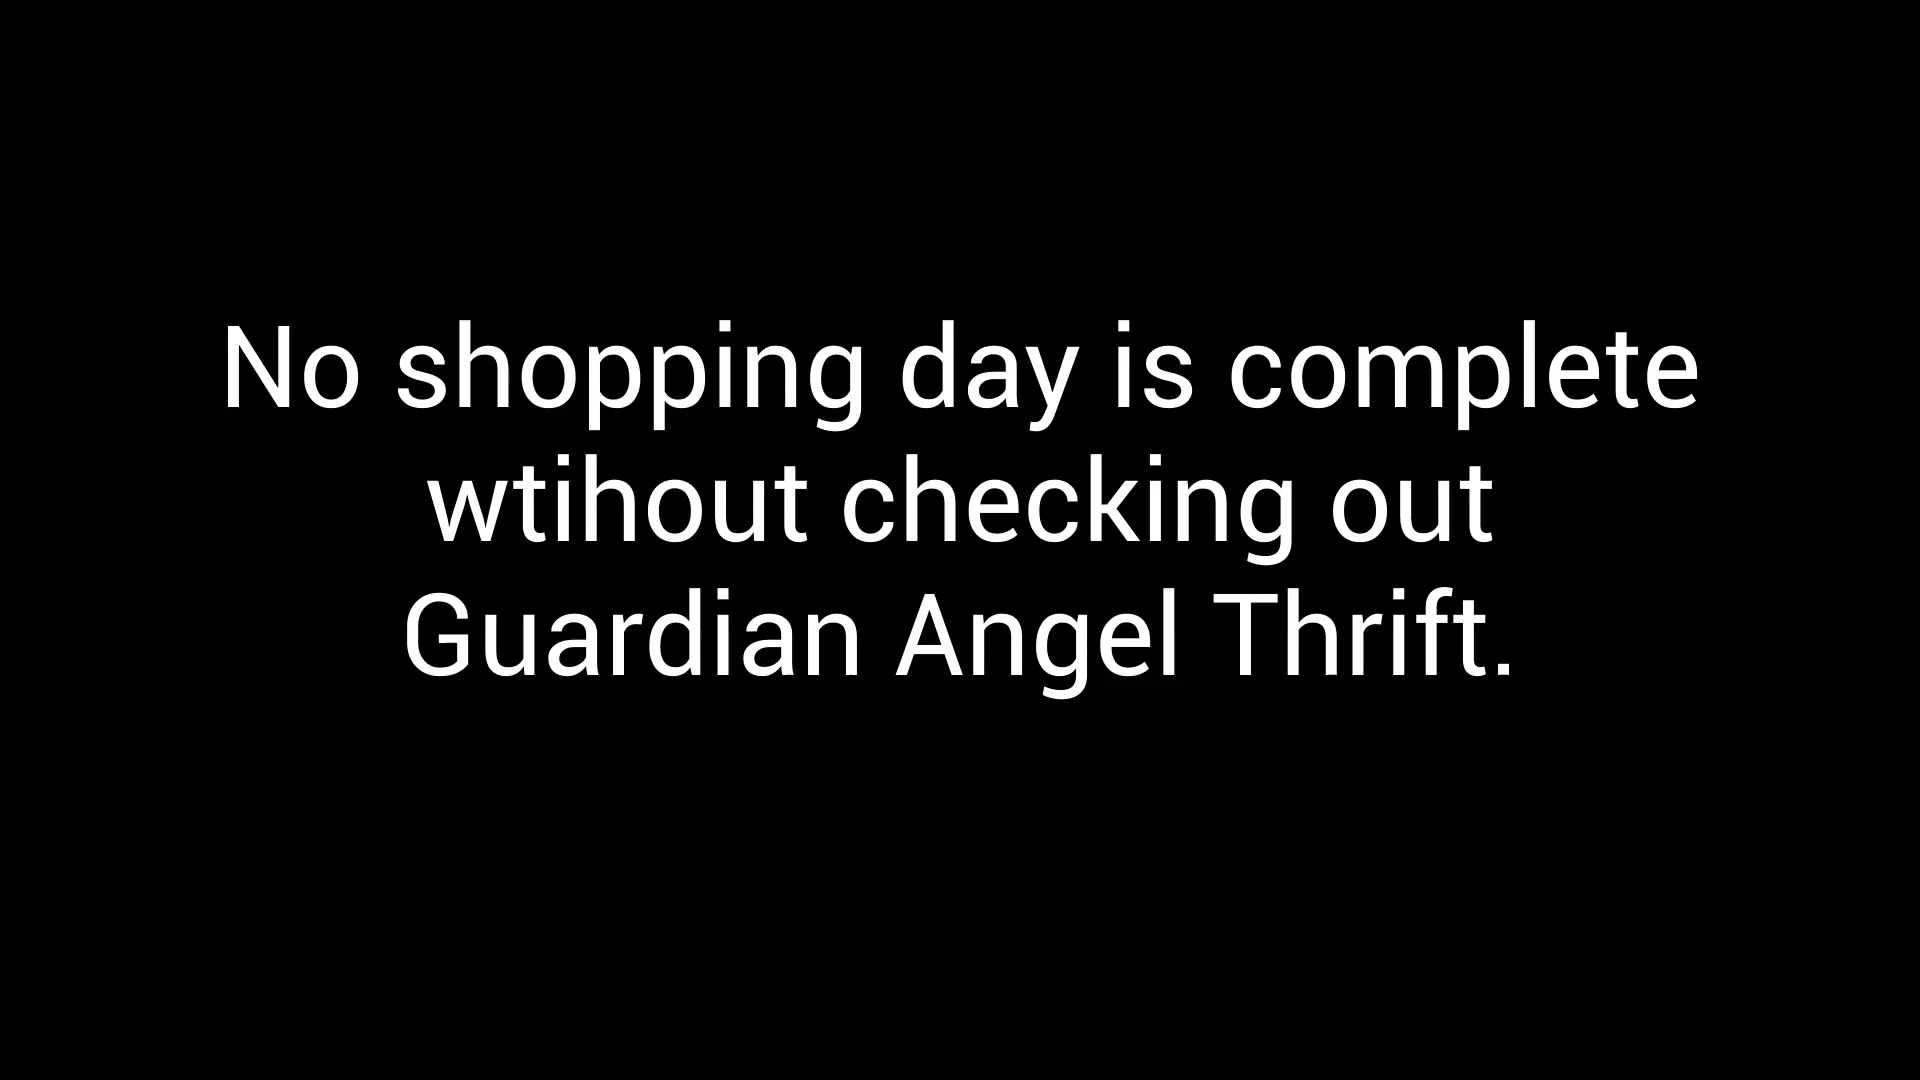 No shopping day is complete
wtihout checking out
Guardian Angel Thrift.